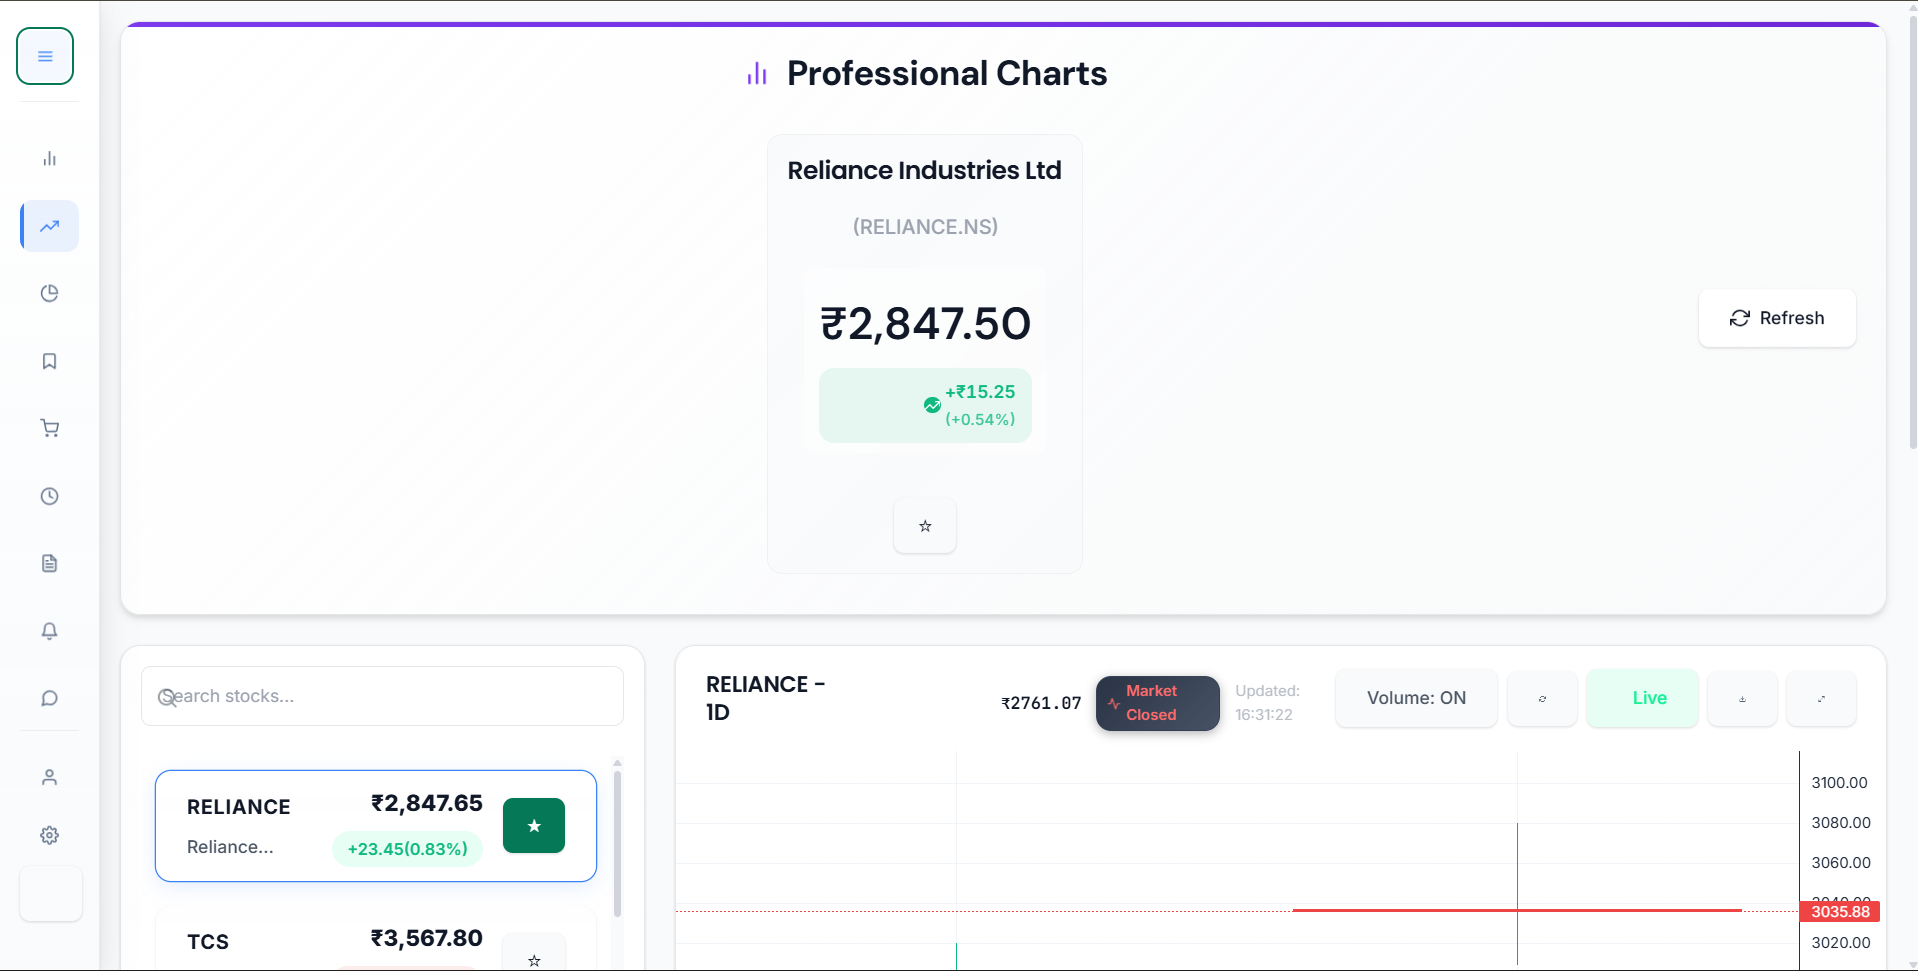 Professional Charts
Reliance Industries Ltd
(RELIANCE.NS)
₹2,847.50
+₹15.25
(+0.54%)
Refresh
Search stocks...
RELIANCE
₹2,847.65
Reliance...
+23.45(0.83%)
TCS
₹3,567.80
RELIANCE -
1D
₹2761.07
Market
Closed
Updated:
16:31:22
Volume: ON
Live
3100.00
3080.00
3060.00
3040.00
3035.88
3020.00